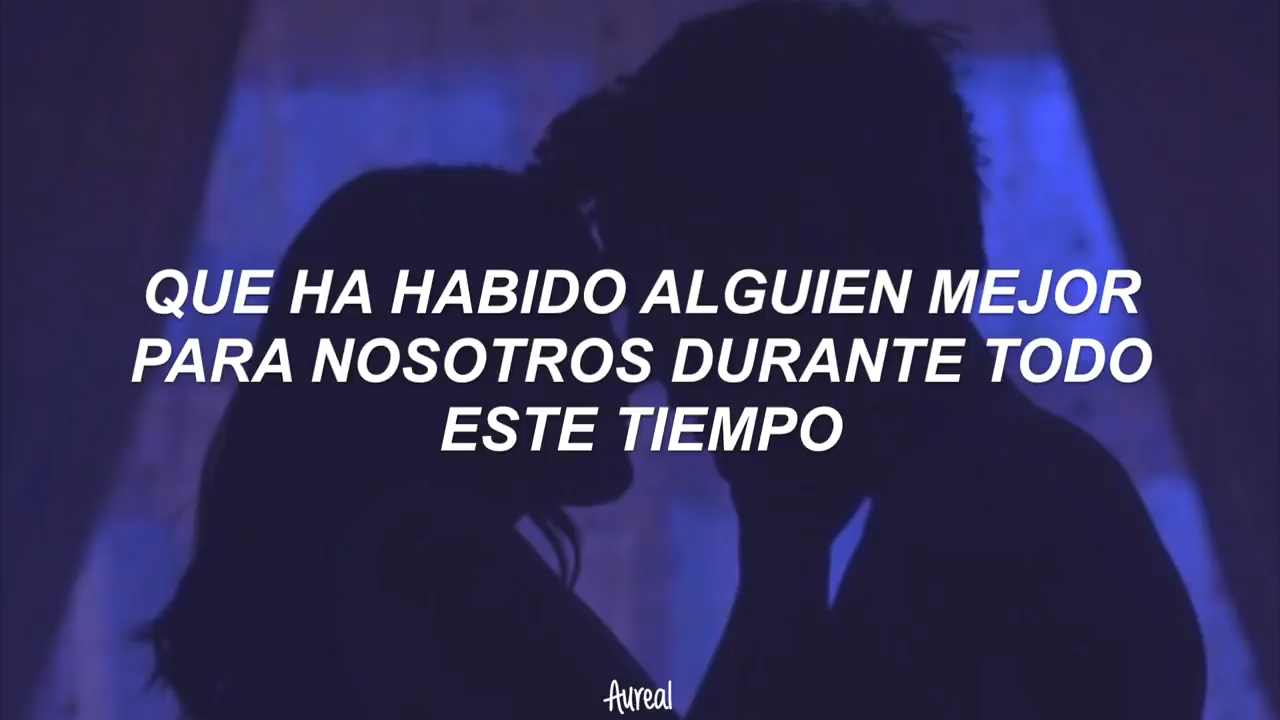 QUE HA HABIDO ALGUIEN MEJOR
PARA NOSOTROS DURANTE TODO
ESTE TIEMPO
Aureal